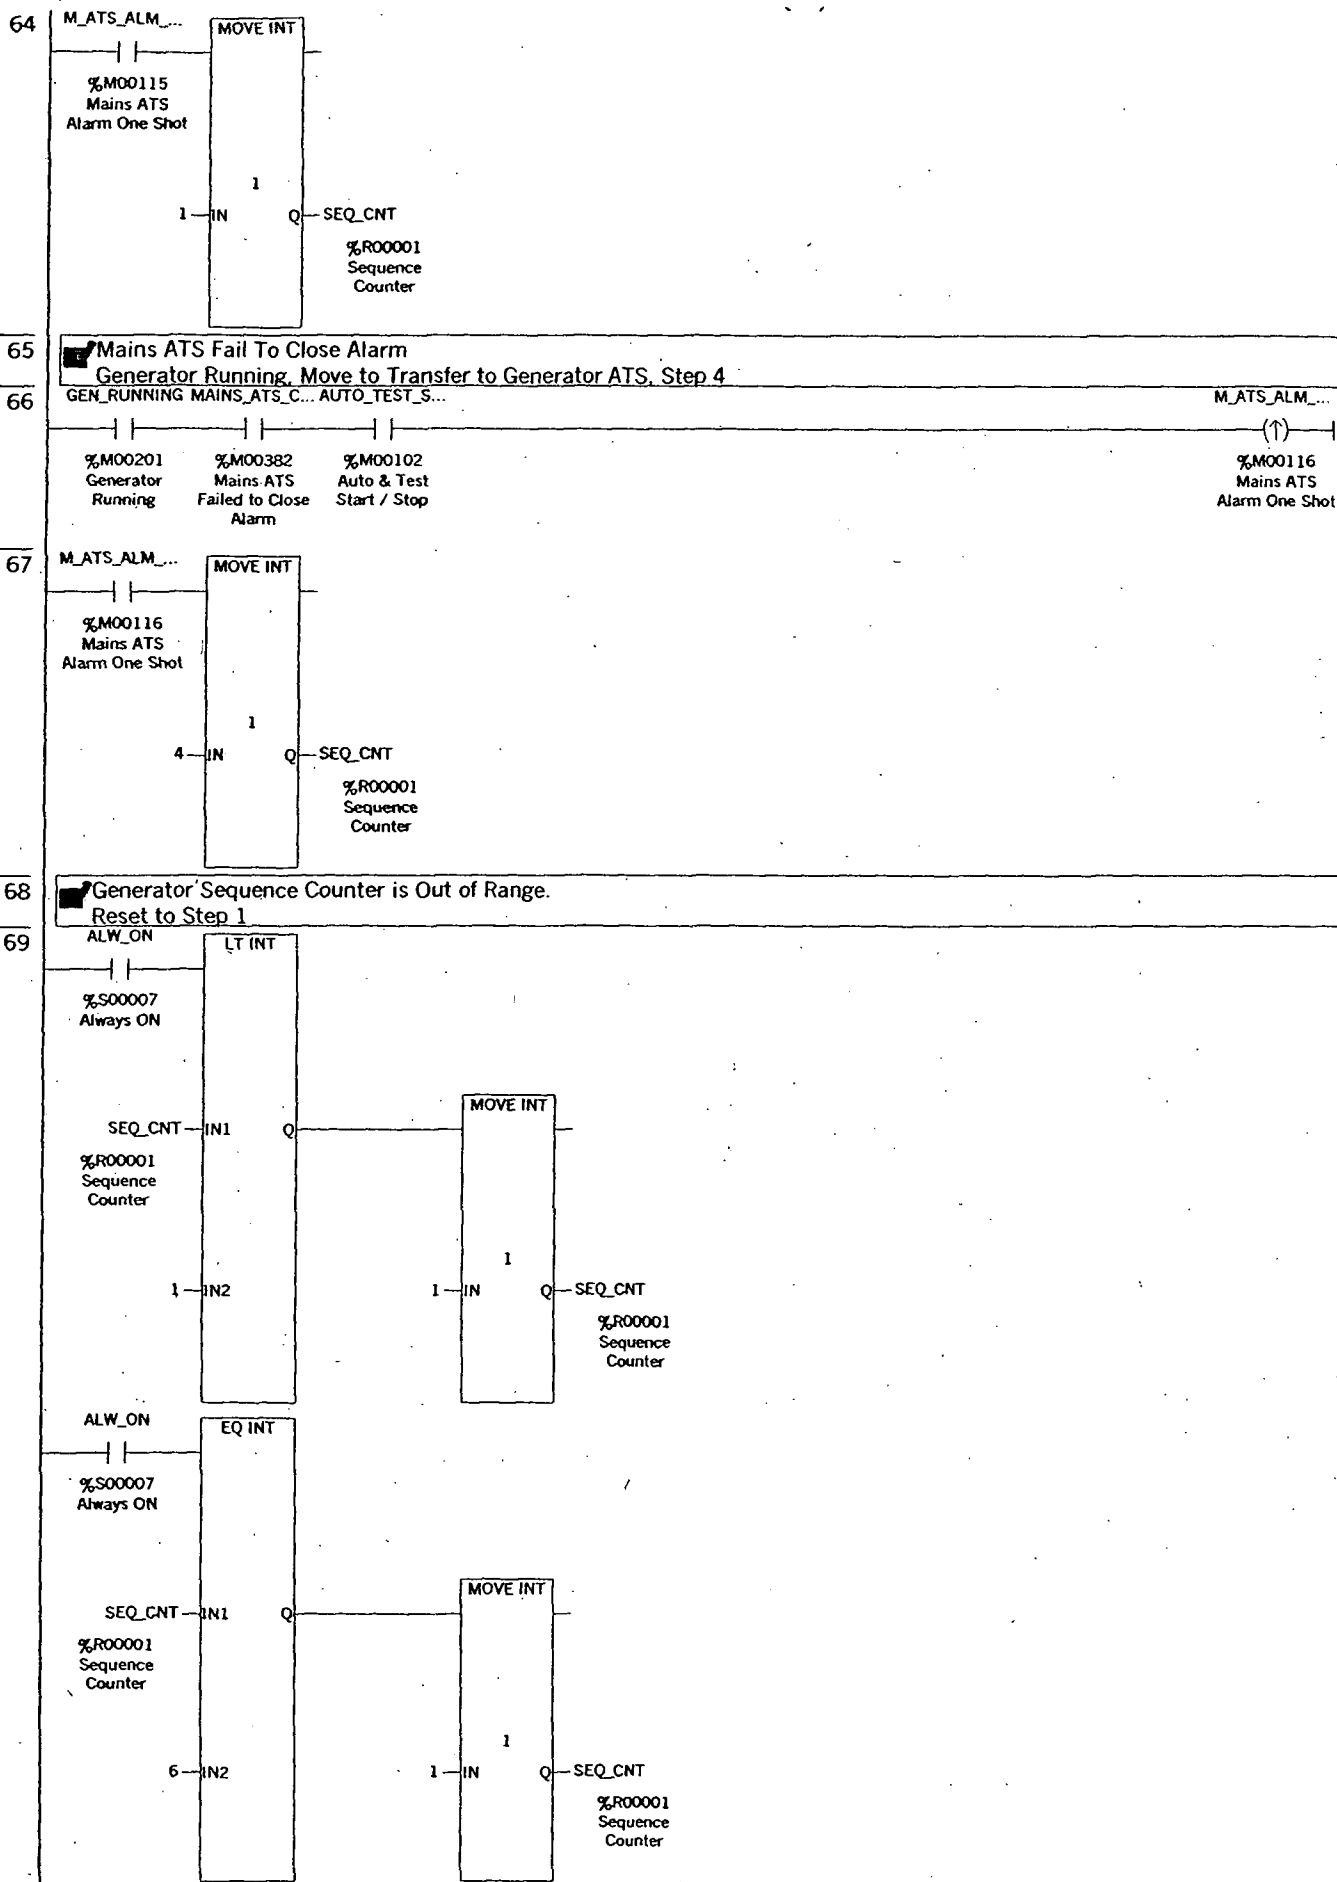 64
M_ATS_ALM_...
MOVE INT
%M00115
Mains ATS
Alarm One Shot
1
1 IN Q SEQ_CNT
%R00001
Sequence
Counter
65
Mains ATS Fail To Close Alarm
Generator Running, Move to Transfer to Generator ATS, Step 4
66
GEN_RUNNING MAINS_ATS_C... AUTO_TEST_S... M_ATS_ALM_...
(↑)
%M00201 %M00382 %M00102 %M00116
Generator Mains ATS Auto & Test Mains ATS
Running Failed to Close Start / Stop Alarm One Shot
Alarm
67
M_ATS_ALM_...
MOVE INT
%M00116
Mains ATS
Alarm One Shot
1
4 IN Q SEQ_CNT
%R00001
Sequence
Counter
68
Generator Sequence Counter is Out of Range.
Reset to Step 1
69
ALW_ON
LT INT
%S00007
Always ON
MOVE INT
SEQ_CNT IN1 Q
%R00001
Sequence
Counter
1
1 IN2 1 IN Q SEQ_CNT
%R00001
Sequence
Counter
ALW_ON
EQ INT
%S00007
Always ON
MOVE INT
SEQ_CNT IN1 Q
%R00001
Sequence
Counter
1
6 IN2 1 IN Q SEQ_CNT
%R00001
Sequence
Counter